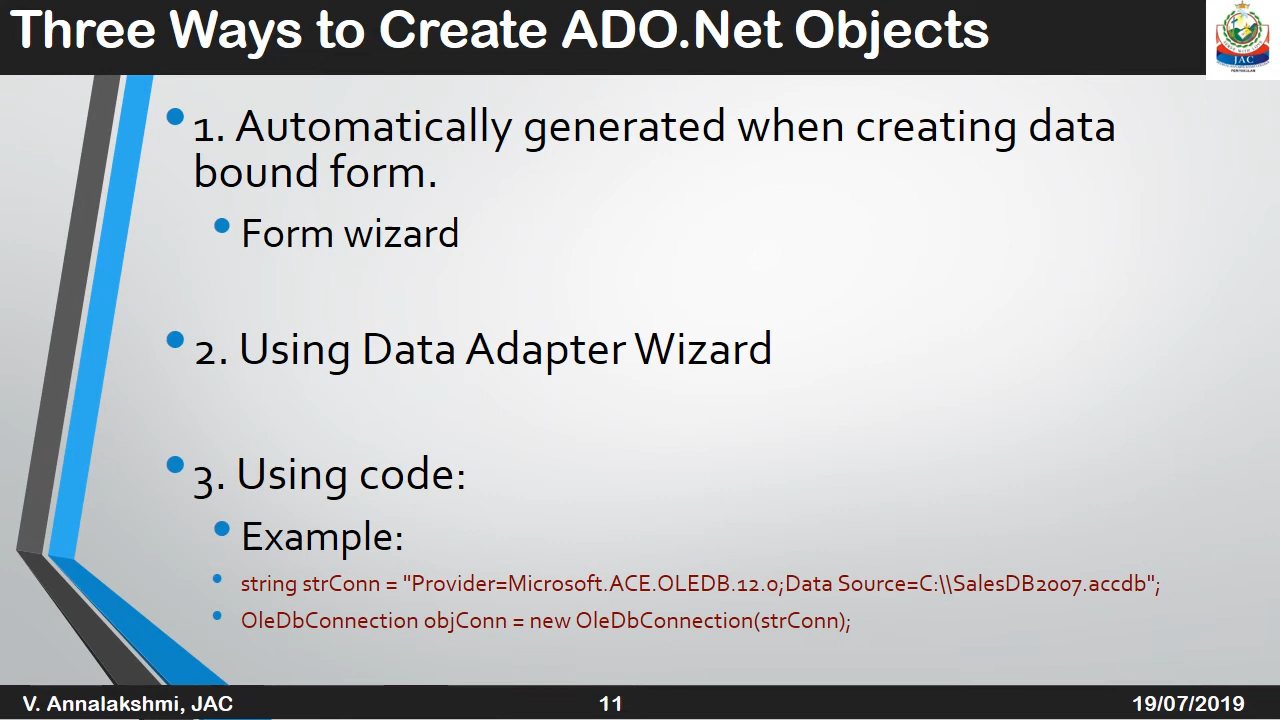 Three Ways to Create ADO.Net Objects
JAC
1. Automatically generated when creating data
bound form.
Form wizard
2. Using Data Adapter Wizard
3. Using code:
Example:
string strConn = "Provider=Microsoft.ACE.OLEDB.12.0;Data Source=C:\\SalesDB2007.accdb";
OleDbConnection objConn = new OleDbConnection(strConn);
V. Annalakshmi, JAC
11
19/07/2019